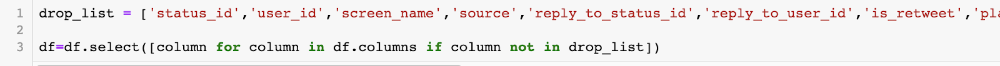 1 drop_list = ['status_id','user_id','screen_name','source','reply_to_status_id','reply_to_user_id','is_retweet','pla
2
3 df=df.select([column for column in df.columns if column not in drop_list])